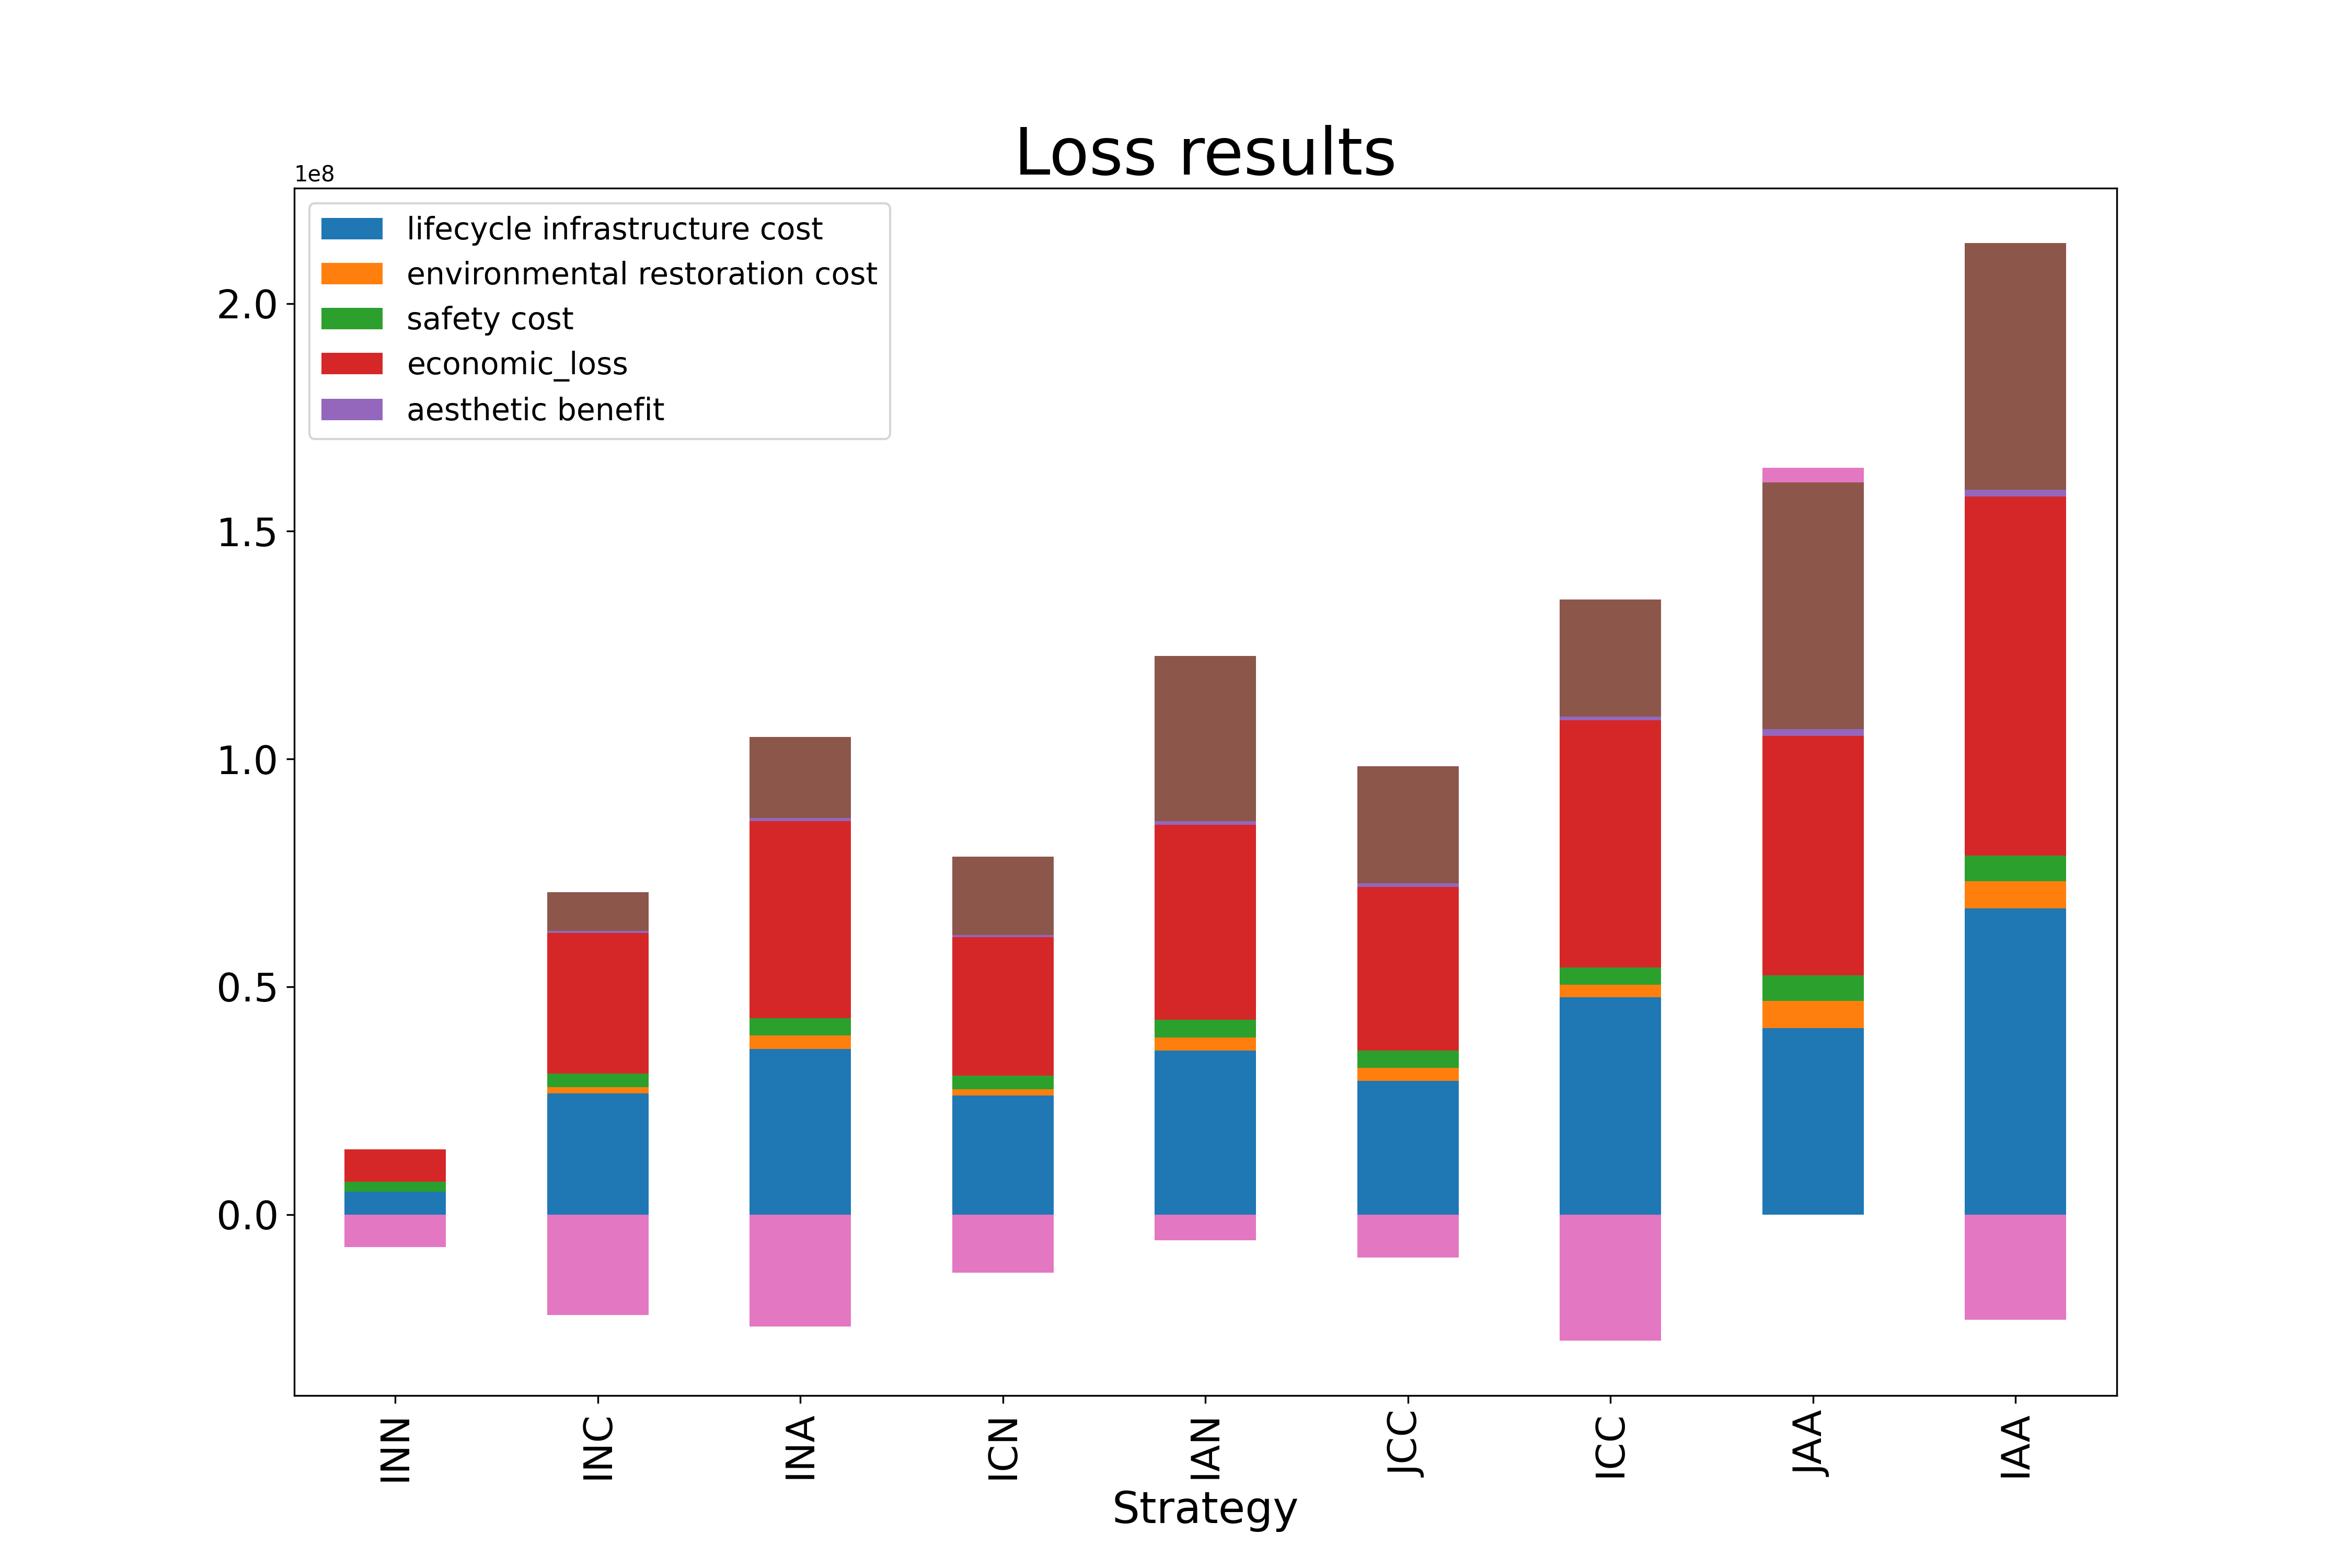 Loss results
1e8
lifecycle infrastructure cost
environmental restoration cost
safety cost
economic_loss
aesthetic benefit
2.0
1.5
1.0
0.5
0.0
INN
INC
INA
ICN
IAN
JCC
ICC
JAA
IAA
Strategy